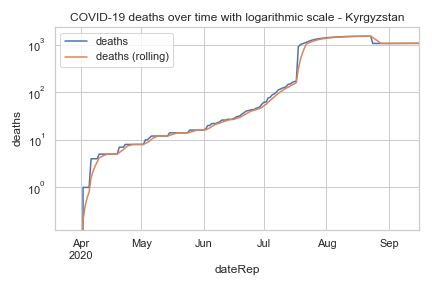 COVID-19 deaths over time with logarithmic scale - Kyrgyzstan
deaths
deaths (rolling)
10³
10²
10¹
10⁰
deaths
Apr
2020
May
Jun
Jul
Aug
Sep
dateRep